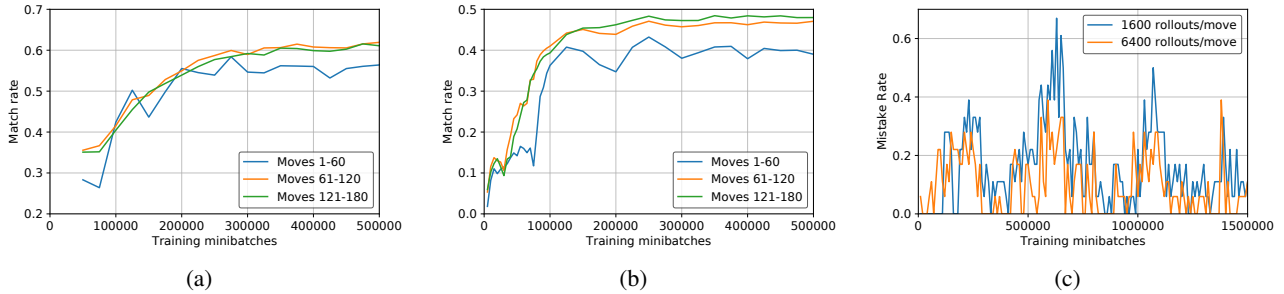 0.7
0.6
0.5
0.4
0.3
0.2
Match rate
0 100000 200000 300000 400000 500000
Training minibatches
Moves 1-60
Moves 61-120
Moves 121-180
(a)
0.5
0.4
0.3
0.2
0.1
0.0
Match rate
0 100000 200000 300000 400000 500000
Training minibatches
Moves 1-60
Moves 61-120
Moves 121-180
(b)
0.8
0.6
0.4
0.2
0.0
Mistake Rate
0 500000 1000000 1500000
Training minibatches
1600 rollouts/move
6400 rollouts/move
(c)